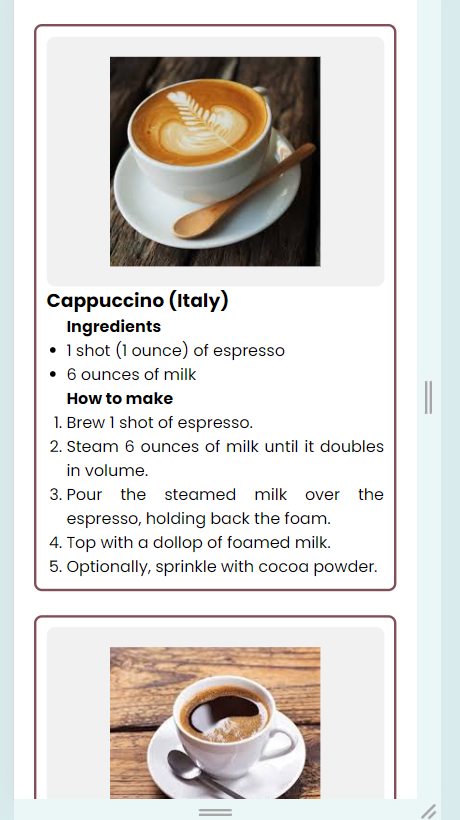 Cappuccino (Italy)
Ingredients
• 1 shot (1 ounce) of espresso
• 6 ounces of milk
How to make
1. Brew 1 shot of espresso.
2. Steam 6 ounces of milk until it doubles
in volume.
3. Pour the steamed milk over the
espresso, holding back the foam.
4. Top with a dollop of foamed milk.
5. Optionally, sprinkle with cocoa powder.